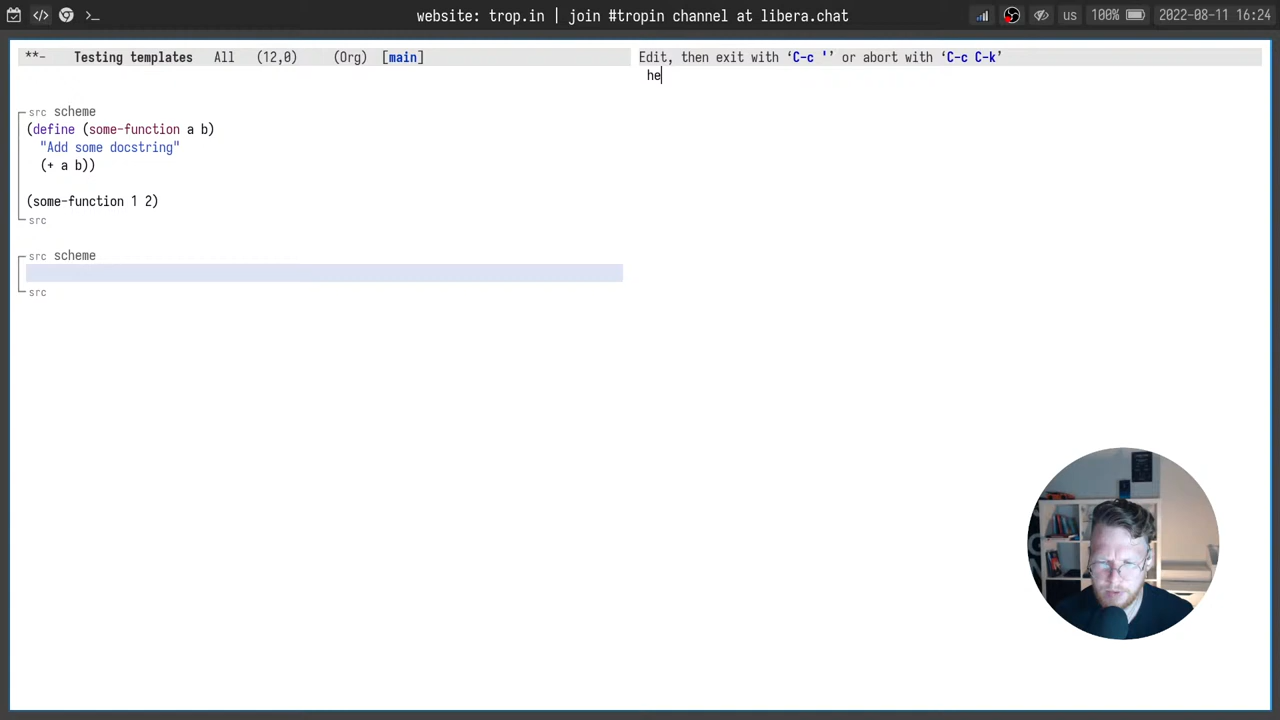 website: trop.in | join #tropin channel at libera.chat
us 100% 2022-08-11 16:24
**- Testing templates All (12,0) (Org) [main]
src scheme
(define (some-function a b)
"Add some docstring"
(+ a b))
(some-function 1 2)
src
src scheme
src
Edit, then exit with ‘C-c '’ or abort with ‘C-c C-k’
he